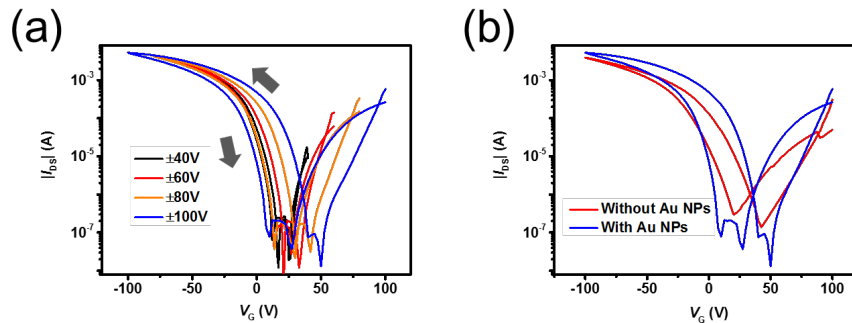 (a)
|I_DS| (A)
10⁻³
10⁻⁵
10⁻⁷
±40V
±60V
±80V
±100V
-100
-50
0
50
100
V_G (V)
(b)
|I_DS| (A)
10⁻³
10⁻⁵
10⁻⁷
Without Au NPs
With Au NPs
-100
-50
0
50
100
V_G (V)